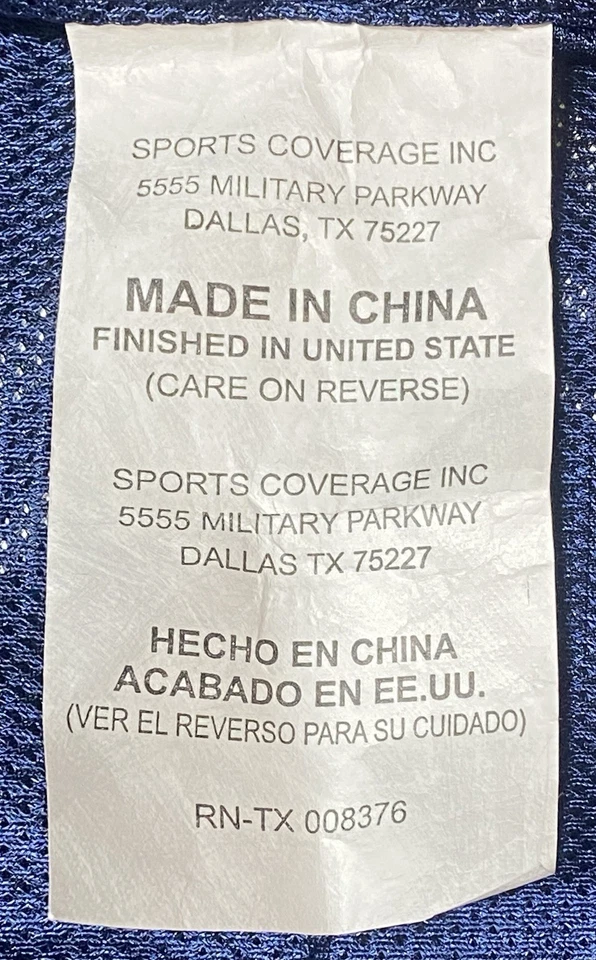 SPORTS COVERAGE INC
5555 MILITARY PARKWAY
DALLAS, TX 75227
MADE IN CHINA
FINISHED IN UNITED STATE
(CARE ON REVERSE)
SPORTS COVERAGE INC
5555 MILITARY PARKWAY
DALLAS TX 75227
HECHO EN CHINA
ACABADO EN EE.UU.
(VER EL REVERSO PARA SU CUIDADO)
RN-TX 008376